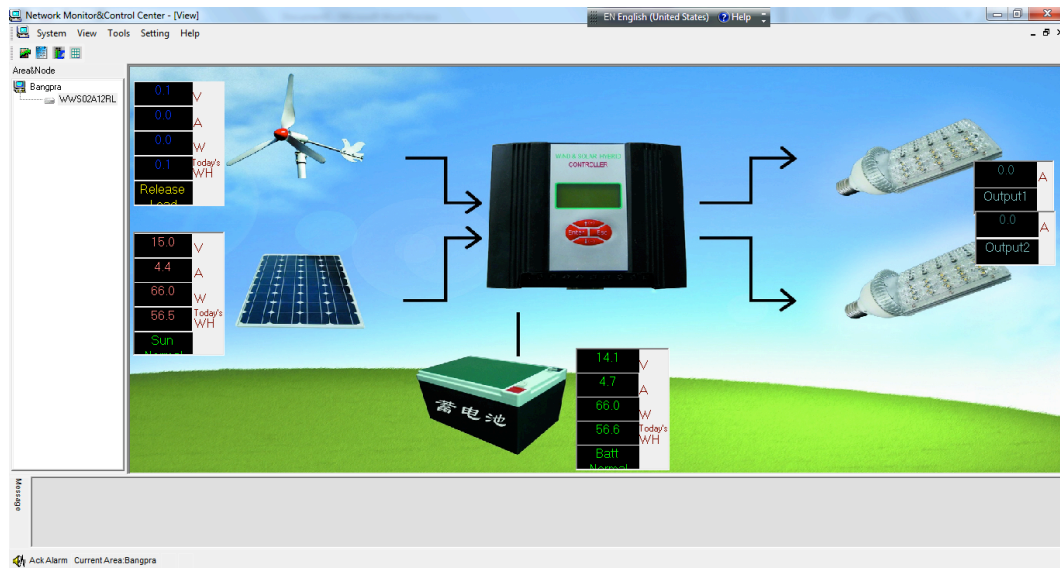 Network Monitor&Control Center - [View]
EN English (United States) Help
System View Tools Setting Help
Area&Node
Bangpra
WWS02A12RL
0.1 V
0.0 A
0.0 W
0.1 Today's WH
Release
Load
15.0 V
4.4 A
66.0 W
56.5 Today's WH
Sun
Normal
CONTROLLER
Enter Esc
0.0 A
Output1
0.0 A
Output2
蓄电池
14.1 V
4.7 A
66.0 W
56.6 Today's WH
Batt
Normal
Message
Ack Alarm Current Area:Bangpra